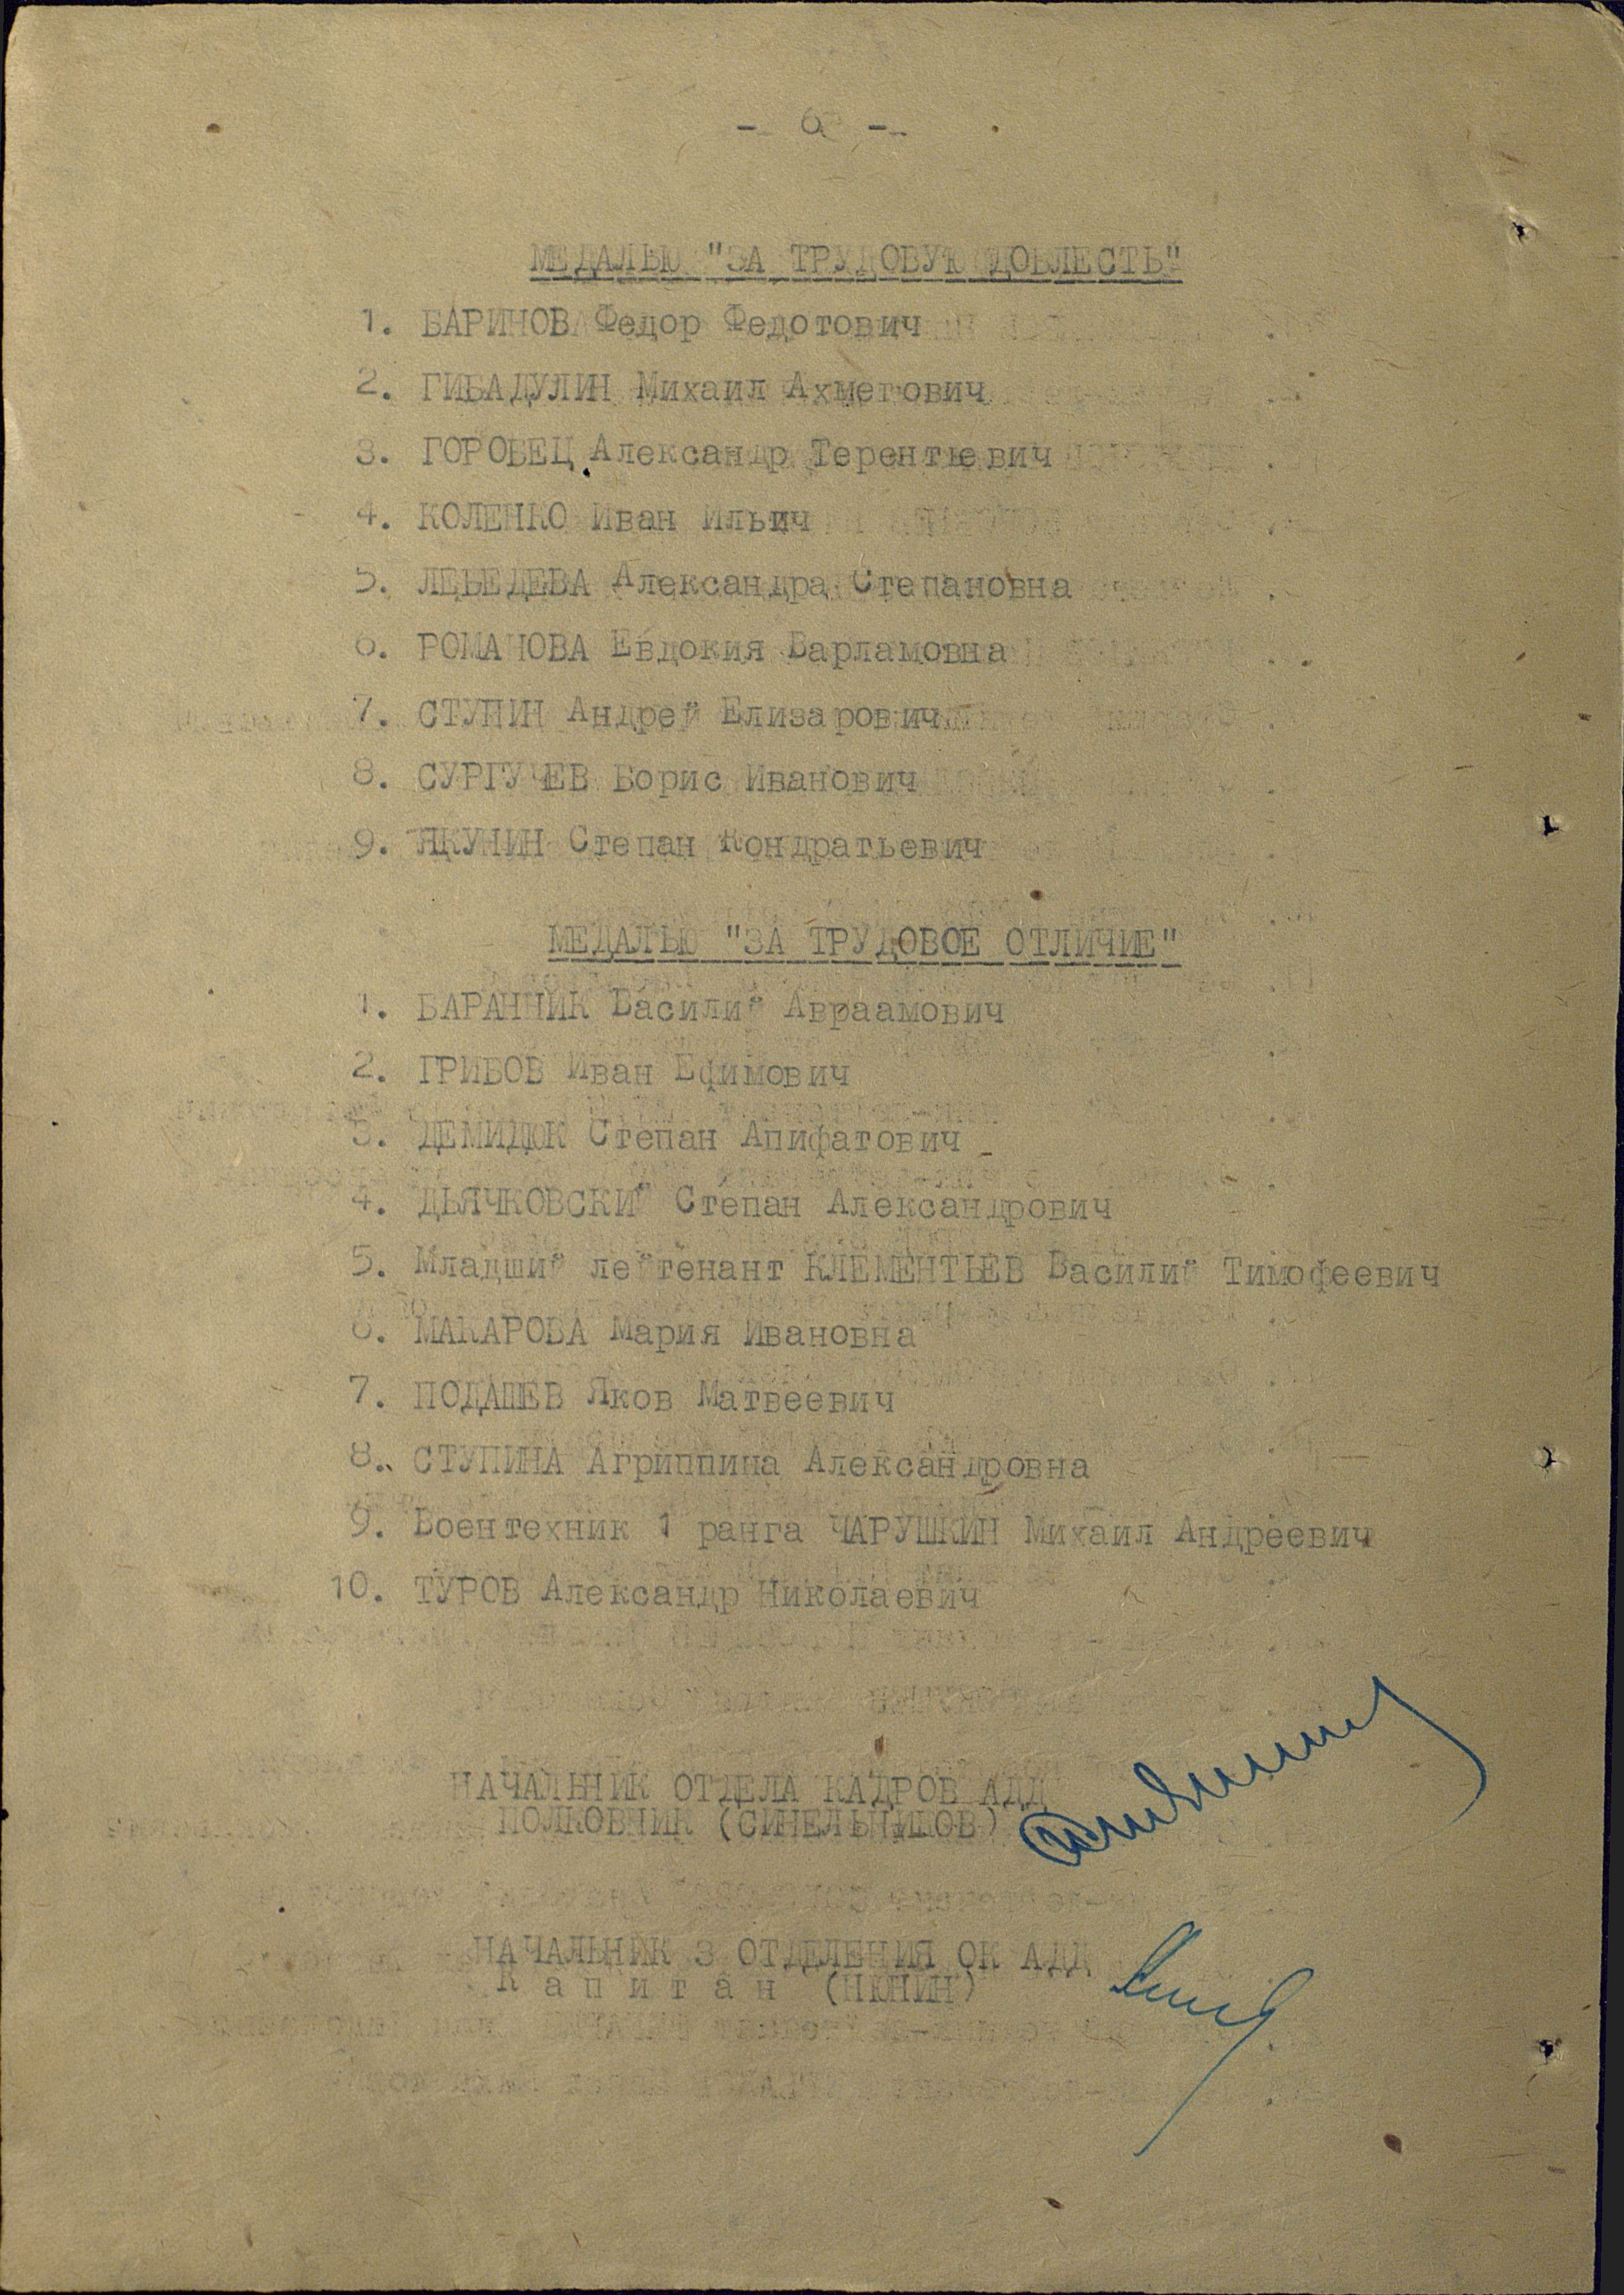 - 6 -
МЕДАЛЬЮ "ЗА ТРУДОВУЮ ДОБЛЕСТЬ"
1. БАРИНОВ Федор Федотович
2. ГИБАДУЛИН Михаил Ахметович
3. ГОРОБЕЦ Александр Терентьевич
4. КОЛЕНКО Иван Ильич
5. ЛЕБЕДЕВА Александра Степановна
6. РОМАНОВА Евдокия Варламовна
7. СТУПИН Андрей Елизарович
8. СУРГУЧЕВ Борис Иванович
9. ЯКУНИН Степан Кондратьевич
МЕДАЛЬЮ "ЗА ТРУДОВОЕ ОТЛИЧИЕ"
1. БАРАННИК Василий Авраамович
2. ГРИБОВ Иван Ефимович
3. ДЕМИДЮК Степан Апифатович
4. ДЬЯЧКОВСКИЙ Степан Александрович
5. Младший лейтенант КЛЕМЕНТЬЕВ Василий Тимофеевич
6. МАКАРОВА Мария Ивановна
7. ПОДАШЕВ Яков Матвеевич
8. СТУПИНА Агриппина Александровна
9. Воентехник 1 ранга ЧАРУШКИН Михаил Андреевич
10. ТУРОВ Александр Николаевич
НАЧАЛЬНИК ОТДЕЛА КАДРОВ АДД
ПОЛКОВНИК (СИНЕЛЬНИКОВ)
НАЧАЛЬНИК 3 ОТДЕЛЕНИЯ ОК АДД
Капитан (НЮНИН)